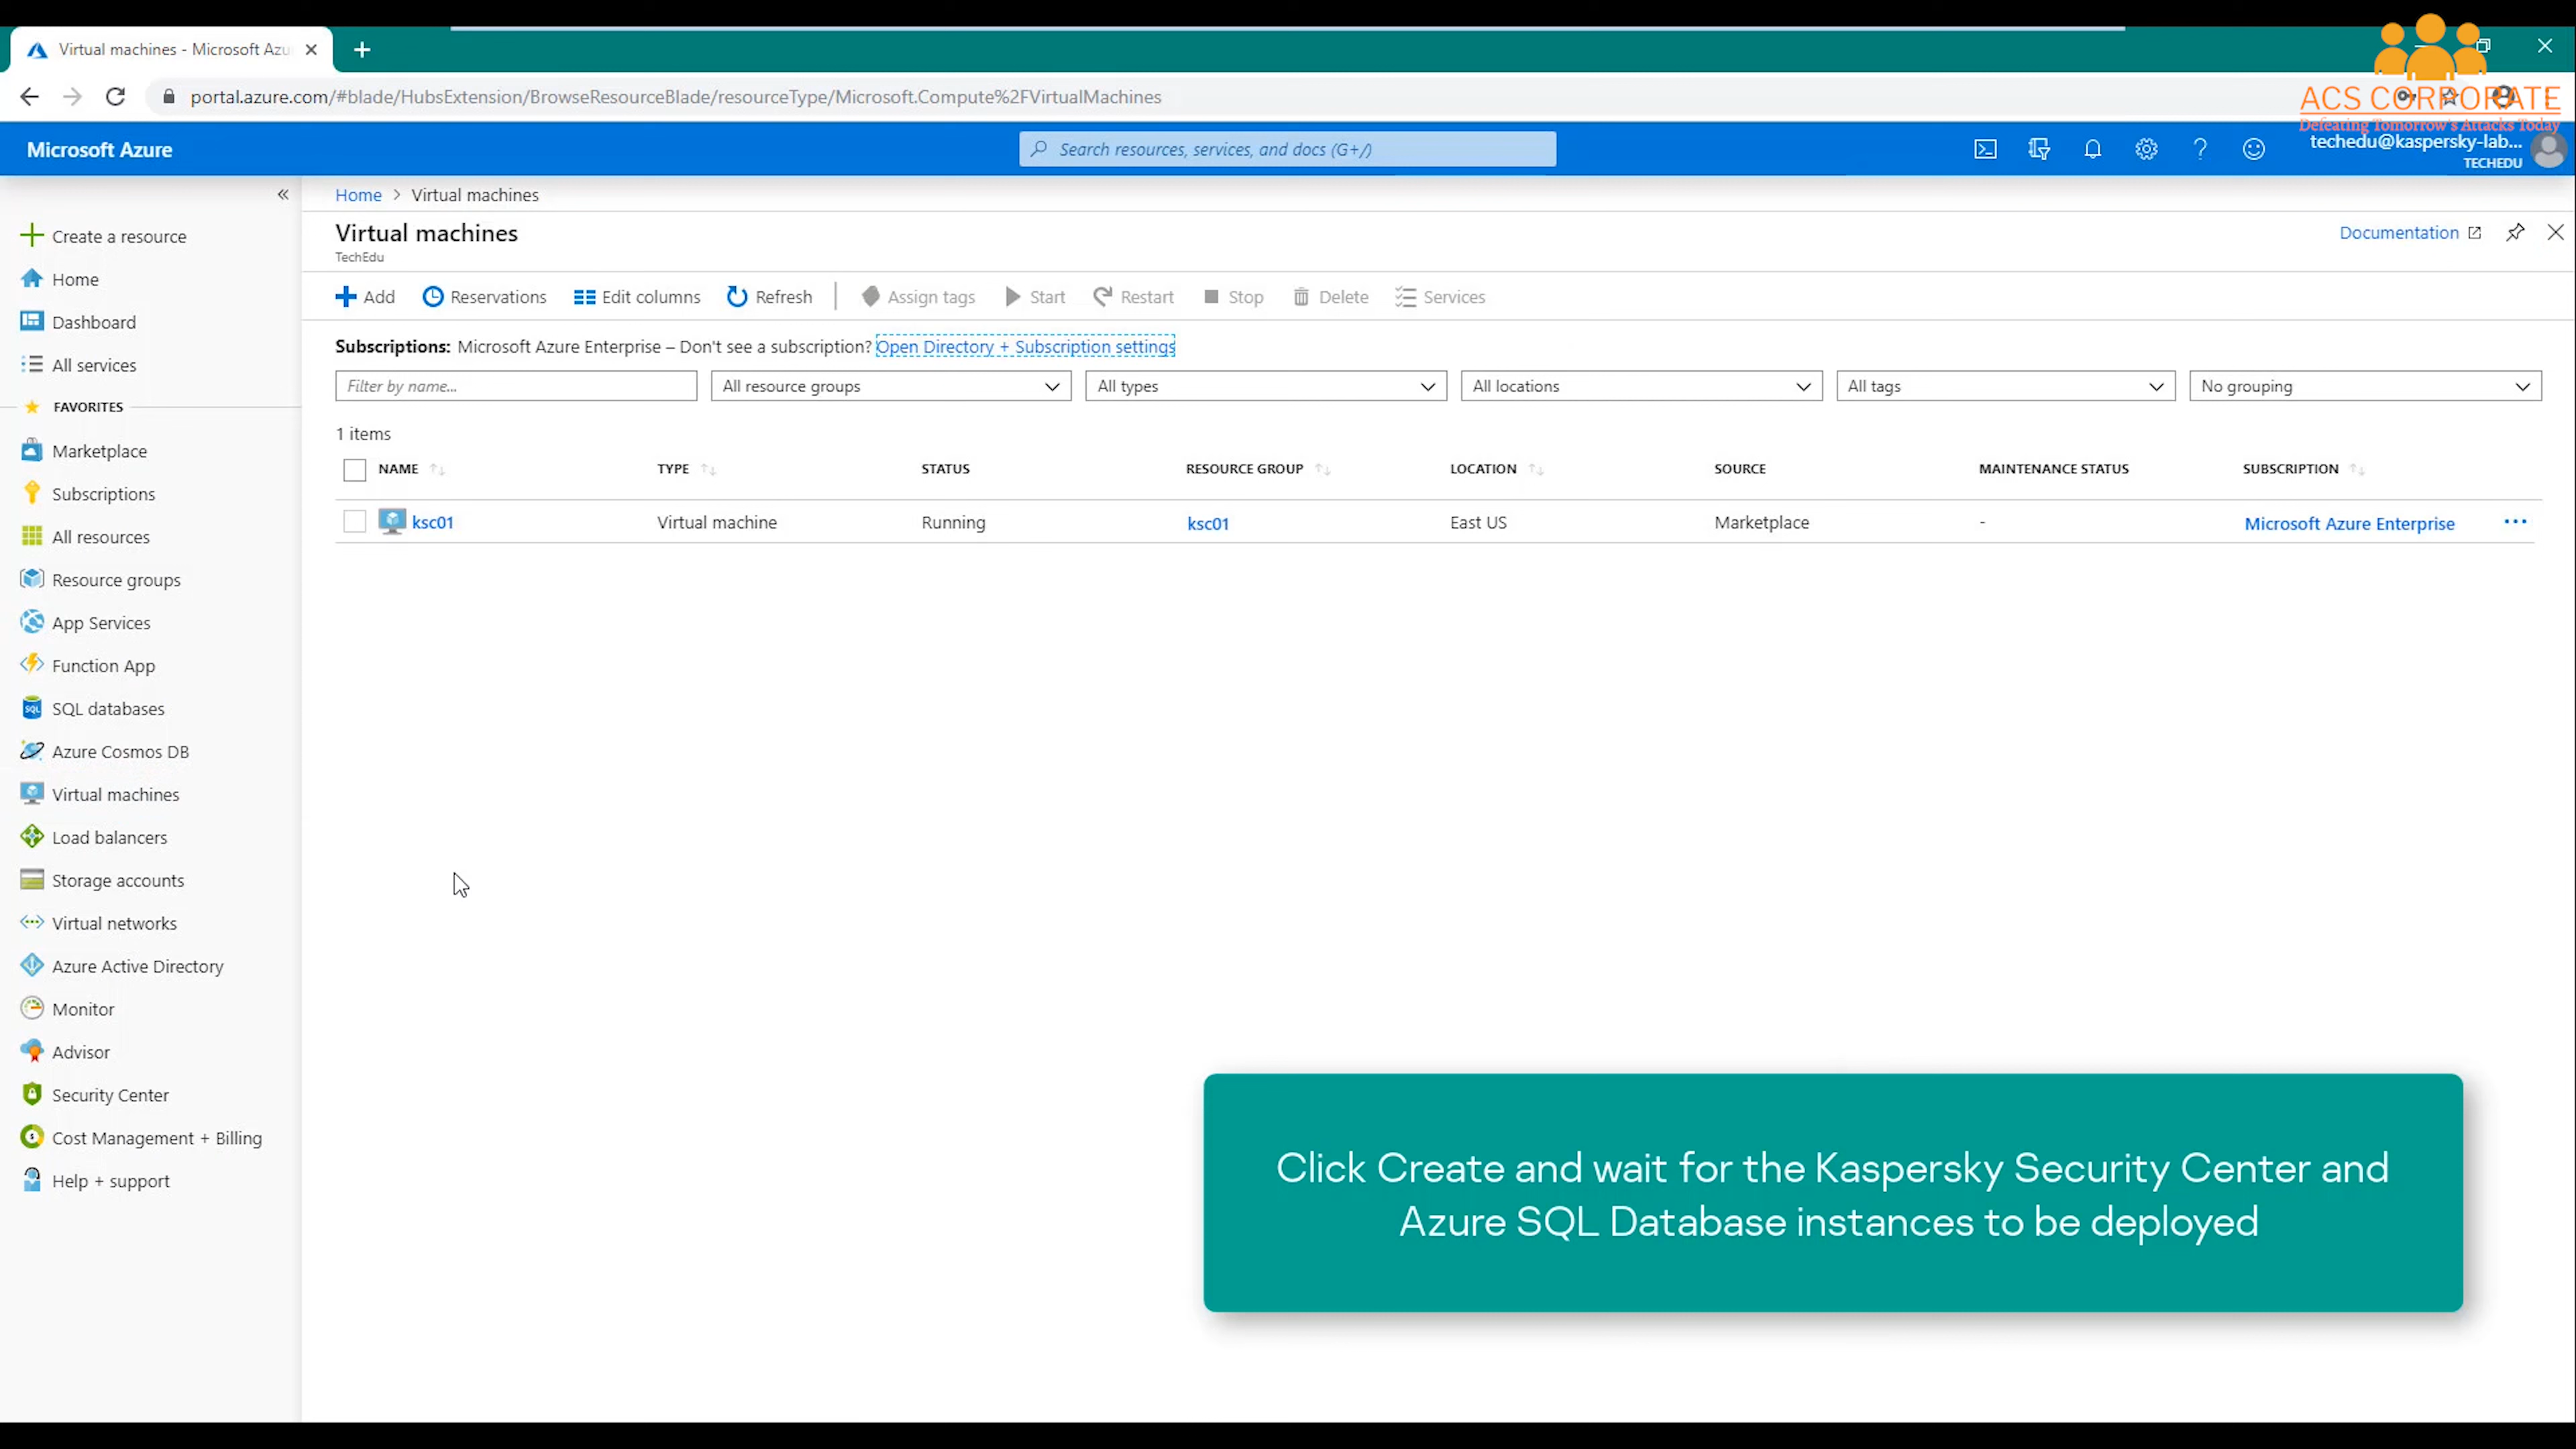 Virtual machines - Microsoft Azu
portal.azure.com/#blade/HubsExtension/BrowseResourceBlade/resourceType/Microsoft.Compute%2FVirtualMachines
ACS CORPORATE
Defeating Tomorrow's Attacks Today
Microsoft Azure
Search resources, services, and docs (G+/)
techedu@kaspersky-lab...
TECHEDU
Create a resource
Home
Dashboard
All services
FAVORITES
Marketplace
Subscriptions
All resources
Resource groups
App Services
Function App
SQL databases
Azure Cosmos DB
Virtual machines
Load balancers
Storage accounts
Virtual networks
Azure Active Directory
Monitor
Advisor
Security Center
Cost Management + Billing
Help + support
Home > Virtual machines
Virtual machines
TechEdu
Documentation
Add Reservations Edit columns Refresh Assign tags Start Restart Stop Delete Services
Subscriptions: Microsoft Azure Enterprise – Don't see a subscription? Open Directory + Subscription settings
Filter by name... All resource groups All types All locations All tags No grouping
1 items
NAME TYPE STATUS RESOURCE GROUP LOCATION SOURCE MAINTENANCE STATUS SUBSCRIPTION
ksc01 Virtual machine Running ksc01 East US Marketplace - Microsoft Azure Enterprise ...
Click Create and wait for the Kaspersky Security Center and
Azure SQL Database instances to be deployed